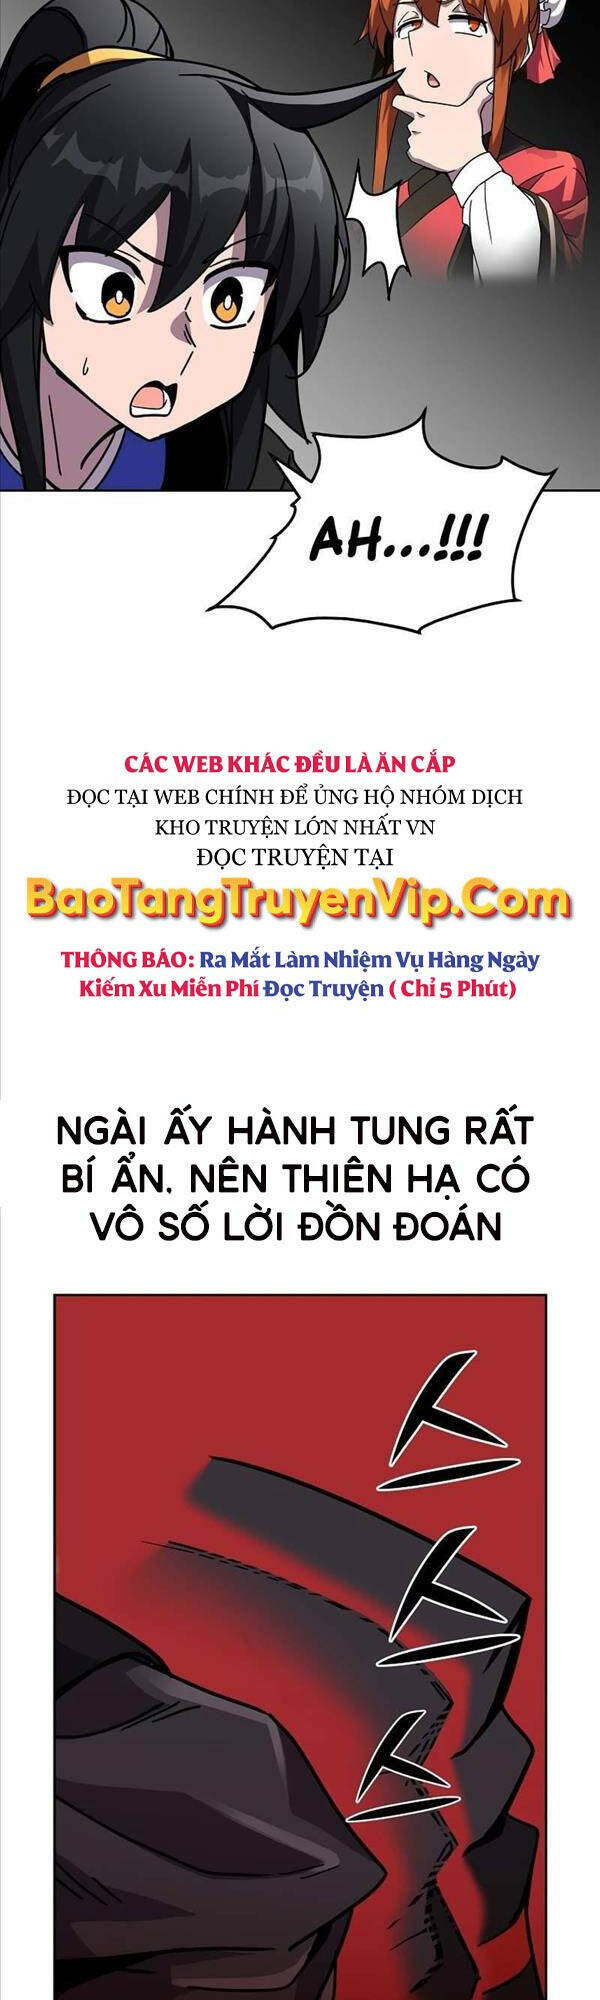 AH...!!!
CÁC WEB KHÁC ĐỀU LÀ ĂN CẮP
ĐỌC TẠI WEB CHÍNH ĐỂ ỦNG HỘ NHÓM DỊCH
KHO TRUYỆN LỚN NHẤT VN
ĐỌC TRUYỆN TẠI
BaoTangTruyenVip.Com
THÔNG BÁO: Ra Mắt Làm Nhiệm Vụ Hàng Ngày
Kiếm Xu Miễn Phí Đọc Truyện ( Chỉ 5 Phút)
NGÀI ẤY HÀNH TUNG RẤT
BÍ ẨN, NÊN THIÊN HẠ CÓ
VÔ SỐ LỜI ĐỒN ĐOÁN
스
스
스